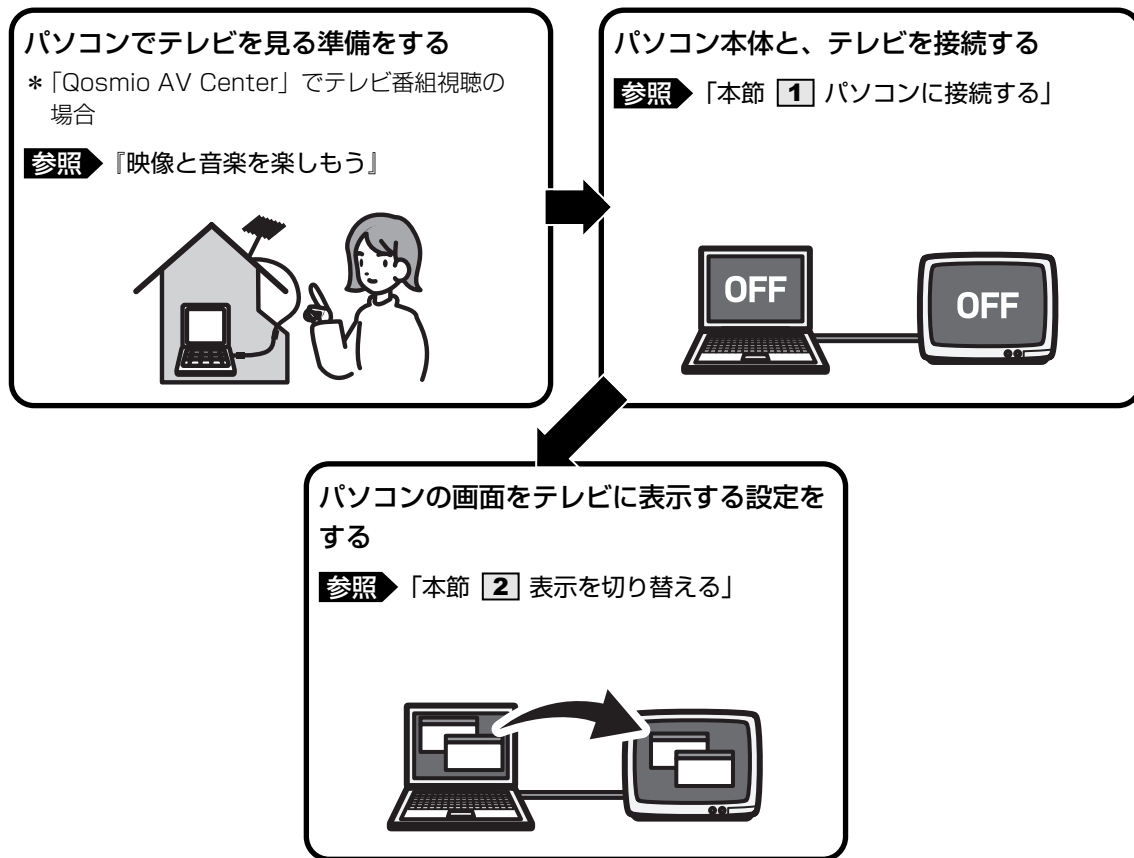 パソコンでテレビを見る準備をする
＊「Qosmio AV Center」でテレビ番組視聴の
場合
参照 『映像と音楽を楽しもう』
パソコン本体と、テレビを接続する
参照 「本節 1 パソコンに接続する」
OFF
OFF
パソコンの画面をテレビに表示する設定を
する
参照 「本節 2 表示を切り替える」